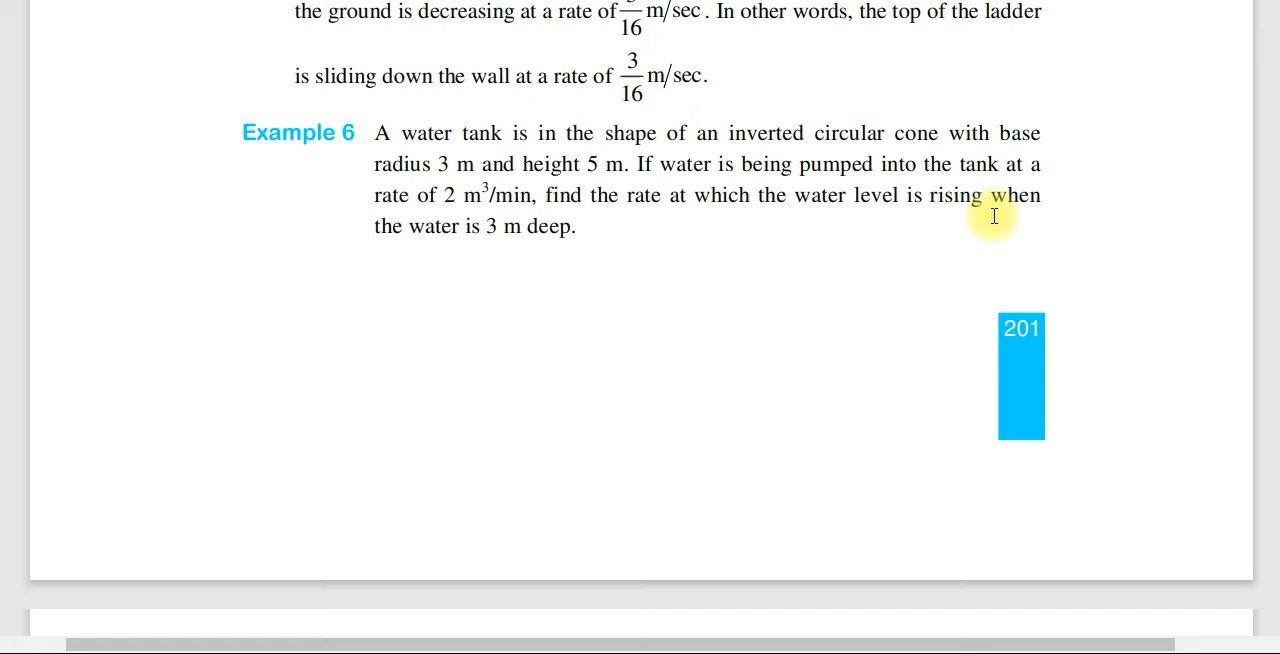 the ground is decreasing at a rate of /16 m/sec. In other words, the top of the ladder
is sliding down the wall at a rate of 3/16 m/sec.
Example 6 A water tank is in the shape of an inverted circular cone with base
radius 3 m and height 5 m. If water is being pumped into the tank at a
rate of 2 m³/min, find the rate at which the water level is rising when
the water is 3 m deep.
201